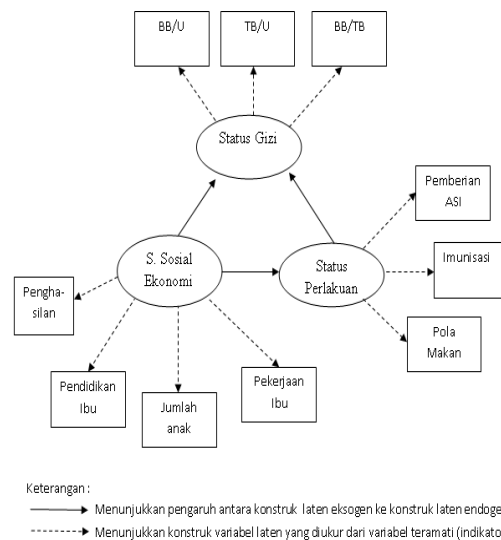 BB/U
TB/U
BB/TB
Status Gizi
Pemberian
ASI
S. Sosial
Ekonomi
Status
Perlakuan
Imunisasi
Pengha-
silan
Pola
Makan
Pendidikan
Ibu
Jumlah
anak
Pekerjaan
Ibu
Keterangan :
Menunjukkan pengaruh antara konstruk laten eksogen ke konstruk laten endoge
Menunjukkan konstruk variabel laten yang diukur dari variabel teramati (indikato